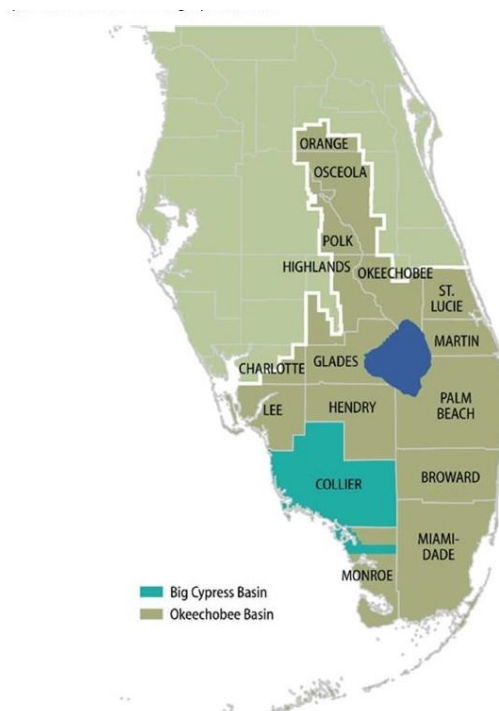 ORANGE
OSCEOLA
POLK
HIGHLANDS
OKEECHOBEE
ST.
LUCIE
MARTIN
CHARLOTTE
GLADES
PALM
BEACH
LEE
HENDRY
COLLIER
BROWARD
MIAMI-
DADE
MONROE
Big Cypress Basin
Okeechobee Basin